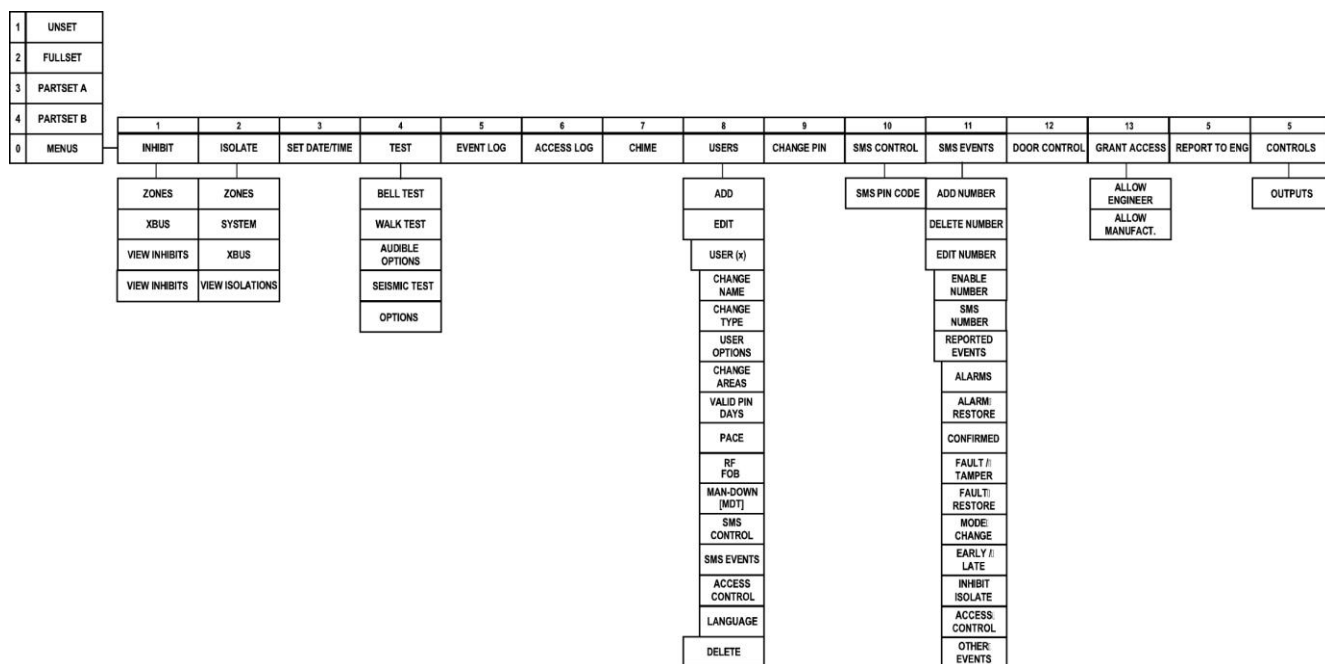 1 UNSET
2 FULLSET
3 PARTSET A
4 PARTSET B
0 MENUS
1 2 3 4 5 6 7 8 9 10 11 12 13 5 5
INHIBIT ISOLATE SET DATE/TIME TEST EVENT LOG ACCESS LOG CHIME USERS CHANGE PIN SMS CONTROL SMS EVENTS DOOR CONTROL GRANT ACCESS REPORT TO ENG CONTROLS
ZONES
XBUS
VIEW INHIBITS
VIEW INHIBITS
ZONES
SYSTEM
XBUS
VIEW ISOLATIONS
BELL TEST
WALK TEST
AUDIBLE
OPTIONS
SEISMIC TEST
OPTIONS
ADD
EDIT
USER (x)
CHANGE
NAME
CHANGE
TYPE
USER
OPTIONS
CHANGE
AREAS
VALID PIN
DAYS
PACE
RF
FOB
MAN-DOWN
[MDT]
SMS
CONTROL
SMS EVENTS
ACCESS
CONTROL
LANGUAGE
DELETE
SMS PIN CODE
ADD NUMBER
DELETE NUMBER
EDIT NUMBER
ENABLE
NUMBER
SMS
NUMBER
REPORTED
EVENTS
ALARMS
ALARM
RESTORE
CONFIRMED
FAULT /
TAMPER
FAULT
RESTORE
MODE
CHANGE
EARLY /
LATE
INHIBIT
ISOLATE
ACCESS
CONTROL
OTHER
EVENTS
ALLOW
ENGINEER
ALLOW
MANUFACT.
OUTPUTS